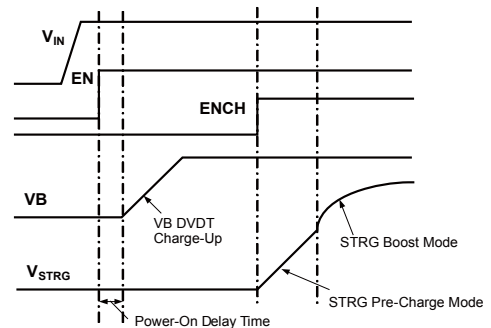 VIN
EN
ENCH
VB
VB DVDT
Charge-Up
STRG Boost Mode
VSTRG
STRG Pre-Charge Mode
Power-On Delay Time